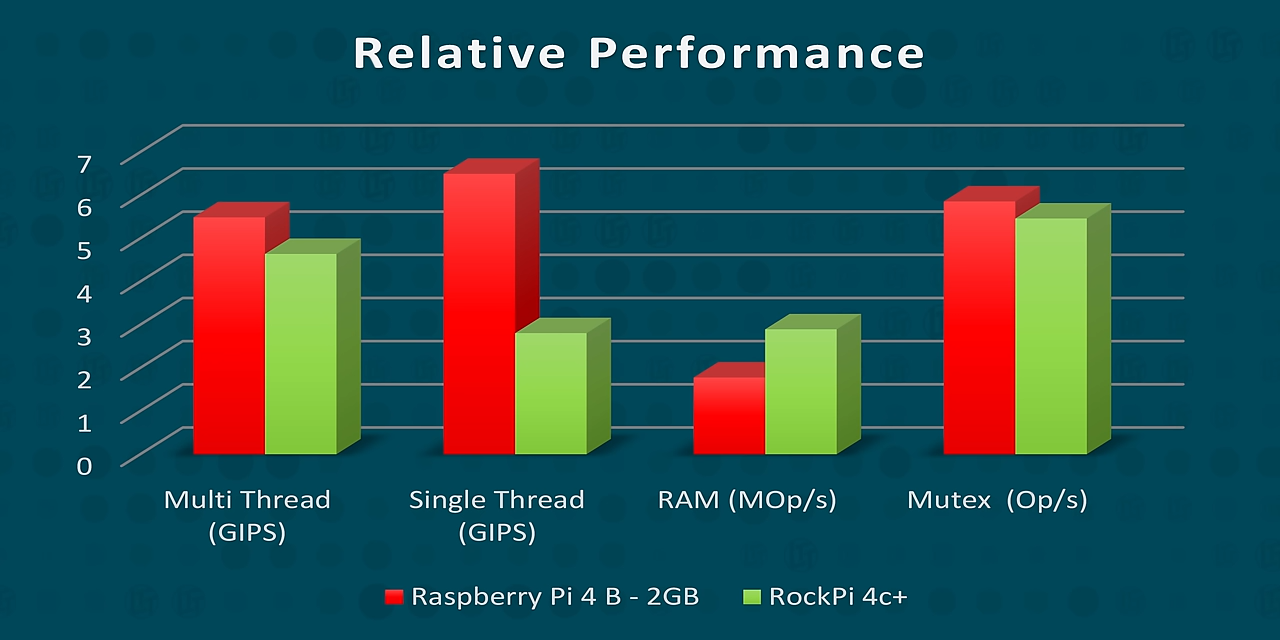 Relative Performance
7
6
5
4
3
2
1
0
Multi Thread
(GIPS)
Single Thread
(GIPS)
RAM (MOp/s)
Mutex  (Op/s)
Raspberry Pi 4 B - 2GB
RockPi 4c+